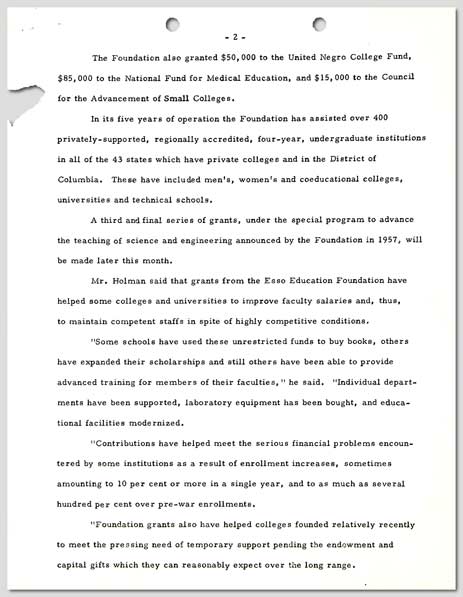 - 2 -
The Foundation also granted $50,000 to the United Negro College Fund,
$85,000 to the National Fund for Medical Education, and $15,000 to the Council
for the Advancement of Small Colleges.
In its five years of operation the Foundation has assisted over 400
privately-supported, regionally accredited, four-year, undergraduate institutions
in all of the 43 states which have private colleges and in the District of
Columbia. These have included men's, women's and coeducational colleges,
universities and technical schools.
A third and final series of grants, under the special program to advance
the teaching of science and engineering announced by the Foundation in 1957, will
be made later this month.
Mr. Holman said that grants from the Esso Education Foundation have
helped some colleges and universities to improve faculty salaries and, thus,
to maintain competent staffs in spite of highly competitive conditions.
"Some schools have used these unrestricted funds to buy books, others
have expanded their scholarships and still others have been able to provide
advanced training for members of their faculties," he said. "Individual depart-
ments have been supported, laboratory equipment has been bought, and educa-
tional facilities modernized.
"Contributions have helped meet the serious financial problems encoun-
tered by some institutions as a result of enrollment increases, sometimes
amounting to 10 per cent or more in a single year, and to as much as several
hundred per cent over pre-war enrollments.
"Foundation grants also have helped colleges founded relatively recently
to meet the pressing need of temporary support pending the endowment and
capital gifts which they can reasonably expect over the long range.